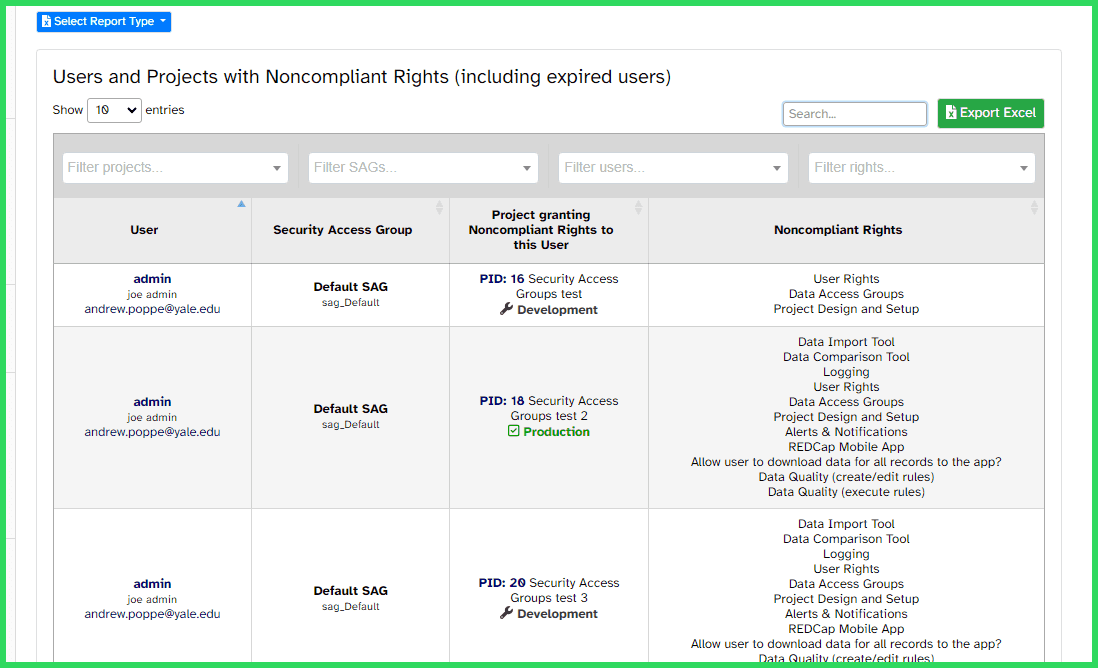 Select Report Type
Users and Projects with Noncompliant Rights (including expired users)
Show 10 entries
Search...
Export Excel
Filter projects...
Filter SAGs...
Filter users...
Filter rights...
User
Security Access Group
Project granting
Noncompliant Rights to
this User
Noncompliant Rights
admin
joe admin
andrew.poppe@yale.edu
Default SAG
sag_Default
PID: 16 Security Access
Groups test
Development
User Rights
Data Access Groups
Project Design and Setup
admin
joe admin
andrew.poppe@yale.edu
Default SAG
sag_Default
PID: 18 Security Access
Groups test 2
Production
Data Import Tool
Data Comparison Tool
Logging
User Rights
Data Access Groups
Project Design and Setup
Alerts & Notifications
REDCap Mobile App
Allow user to download data for all records to the app?
Data Quality (create/edit rules)
Data Quality (execute rules)
admin
joe admin
andrew.poppe@yale.edu
Default SAG
sag_Default
PID: 20 Security Access
Groups test 3
Development
Data Import Tool
Data Comparison Tool
Logging
User Rights
Data Access Groups
Project Design and Setup
Alerts & Notifications
REDCap Mobile App
Allow user to download data for all records to the app?
Data Quality (create/edit rules)